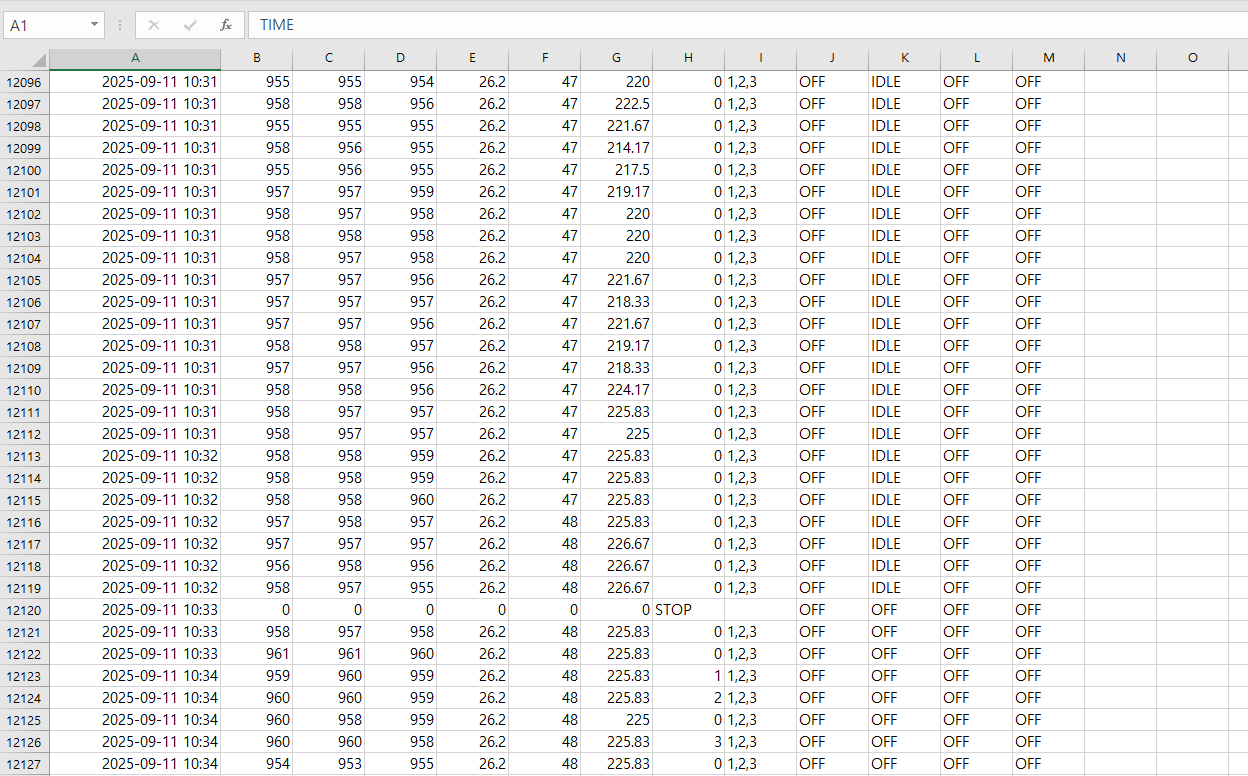 A1 fx TIME
A B C D E F G H I J K L M N O
12096 2025-09-11 10:31 955 955 954 26.2 47 220 0 1,2,3 OFF IDLE OFF OFF
12097 2025-09-11 10:31 958 958 956 26.2 47 222.5 0 1,2,3 OFF IDLE OFF OFF
12098 2025-09-11 10:31 955 955 955 26.2 47 221.67 0 1,2,3 OFF IDLE OFF OFF
12099 2025-09-11 10:31 958 956 955 26.2 47 214.17 0 1,2,3 OFF IDLE OFF OFF
12100 2025-09-11 10:31 955 956 955 26.2 47 217.5 0 1,2,3 OFF IDLE OFF OFF
12101 2025-09-11 10:31 957 957 959 26.2 47 219.17 0 1,2,3 OFF IDLE OFF OFF
12102 2025-09-11 10:31 958 957 958 26.2 47 220 0 1,2,3 OFF IDLE OFF OFF
12103 2025-09-11 10:31 958 958 958 26.2 47 220 0 1,2,3 OFF IDLE OFF OFF
12104 2025-09-11 10:31 958 957 958 26.2 47 220 0 1,2,3 OFF IDLE OFF OFF
12105 2025-09-11 10:31 957 957 956 26.2 47 221.67 0 1,2,3 OFF IDLE OFF OFF
12106 2025-09-11 10:31 957 957 957 26.2 47 218.33 0 1,2,3 OFF IDLE OFF OFF
12107 2025-09-11 10:31 957 957 956 26.2 47 221.67 0 1,2,3 OFF IDLE OFF OFF
12108 2025-09-11 10:31 958 958 957 26.2 47 219.17 0 1,2,3 OFF IDLE OFF OFF
12109 2025-09-11 10:31 957 957 956 26.2 47 218.33 0 1,2,3 OFF IDLE OFF OFF
12110 2025-09-11 10:31 958 958 956 26.2 47 224.17 0 1,2,3 OFF IDLE OFF OFF
12111 2025-09-11 10:31 958 957 957 26.2 47 225.83 0 1,2,3 OFF IDLE OFF OFF
12112 2025-09-11 10:31 958 957 957 26.2 47 225 0 1,2,3 OFF IDLE OFF OFF
12113 2025-09-11 10:32 958 958 959 26.2 47 225.83 0 1,2,3 OFF IDLE OFF OFF
12114 2025-09-11 10:32 958 958 959 26.2 47 225.83 0 1,2,3 OFF IDLE OFF OFF
12115 2025-09-11 10:32 958 958 960 26.2 47 225.83 0 1,2,3 OFF IDLE OFF OFF
12116 2025-09-11 10:32 957 958 957 26.2 48 225.83 0 1,2,3 OFF IDLE OFF OFF
12117 2025-09-11 10:32 957 957 957 26.2 48 226.67 0 1,2,3 OFF IDLE OFF OFF
12118 2025-09-11 10:32 956 958 956 26.2 48 226.67 0 1,2,3 OFF IDLE OFF OFF
12119 2025-09-11 10:32 958 957 955 26.2 48 226.67 0 1,2,3 OFF IDLE OFF OFF
12120 2025-09-11 10:33 0 0 0 0 0 0 STOP OFF OFF OFF OFF
12121 2025-09-11 10:33 958 957 958 26.2 48 225.83 0 1,2,3 OFF OFF OFF OFF
12122 2025-09-11 10:33 961 961 960 26.2 48 225.83 0 1,2,3 OFF OFF OFF OFF
12123 2025-09-11 10:34 959 960 959 26.2 48 225.83 1 1,2,3 OFF OFF OFF OFF
12124 2025-09-11 10:34 960 960 959 26.2 48 225.83 2 1,2,3 OFF OFF OFF OFF
12125 2025-09-11 10:34 960 958 959 26.2 48 225 0 1,2,3 OFF OFF OFF OFF
12126 2025-09-11 10:34 960 960 958 26.2 48 225.83 3 1,2,3 OFF OFF OFF OFF
12127 2025-09-11 10:34 954 953 955 26.2 48 225.83 0 1,2,3 OFF OFF OFF OFF